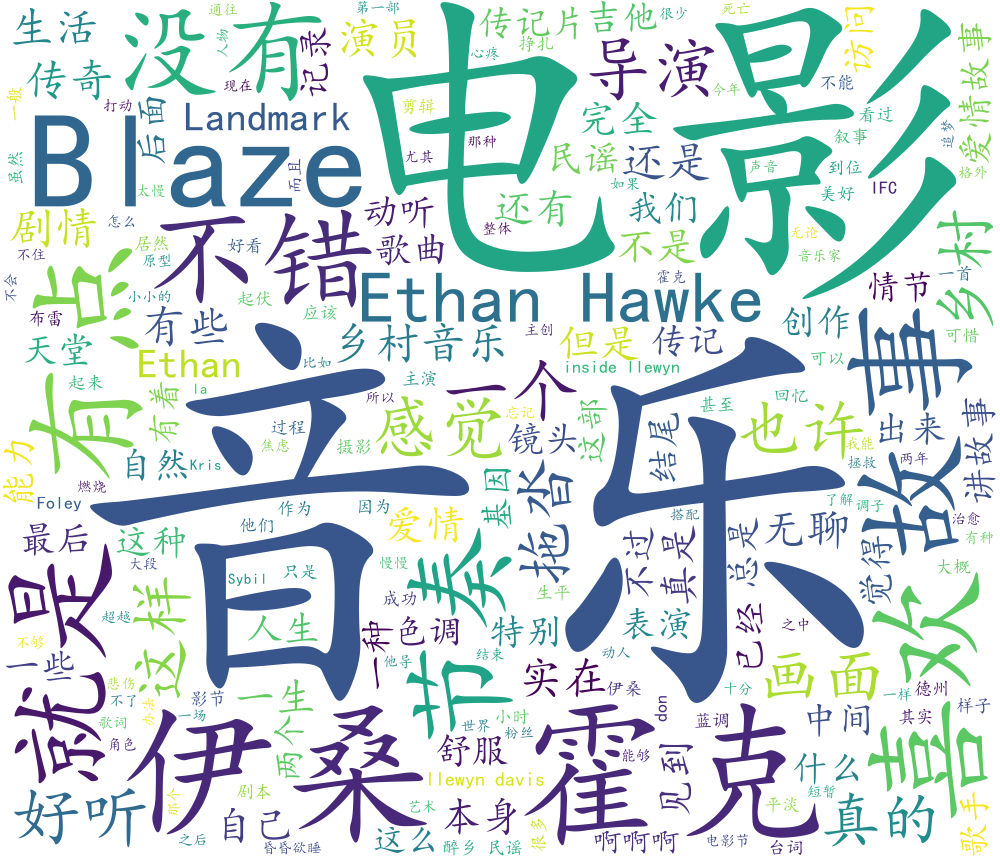 生活
通往
没有
人物
第一部
传记片
吉他
很少
死亡
电影
传奇
记录
演员
心疼
挣扎
导演
访问
爱情故事
一般
打动
现在
剪辑
今年
不能
Landmark
后面
完全
看过
追梦
Blaze
那种
尤其
民谣
还是
叙事
声音
到位
虽然
而且
太慢
如果
美好
IFC
格外
剧情
怎么
不错
动听
还有
我们
不住
居然
好看
歌曲
整体
不是
无论
音乐家
乡村
原型
霍克
情节
一首
不会
有点
小小的
起伏
Ethan Hawke
布雷
有些
应该
创作
可惜
天堂
乡村音乐
主创
但是
传记
故事
Ethan
比如
inside llewyn
可以
起来
la
主演
一个
回忆
有着
所以
忘记
甚至
音乐
感觉
这部
也许
出来
讲故事
能力
过程
焦虑
摄影
镜头
结尾
我能
自然
Kris
拯救
两年
燃烧
基因
拖沓
Foley
作为
因为
搭配
了解
调子
治愈
最后
这种
他们
爱情
不过
真是
总是
无聊
有种
大段
慢慢
节奏
觉得
就是
Sybil
只是
生平
大概
超越
成功
之中
这样
人生
一种
色调
特别
表演
已经
喜欢
不够
他导
结束
动人
一些
悲伤
影节
一生
实在
伊桑
十分
画面
一样
德州
不了
办法
一场
小时
don
蓝调
中间
其实
样子
歌词
世界
粉丝
角色
伊桑
霍克
两个
舒服
能够
见到
什么
llewyn davis
短暂
剧本
平淡
那个
艺术
好听
自己
本身
真的
歌手
之后
这么
醉乡
民谣
很多
啊啊啊
电影节
台词
昏昏欲睡